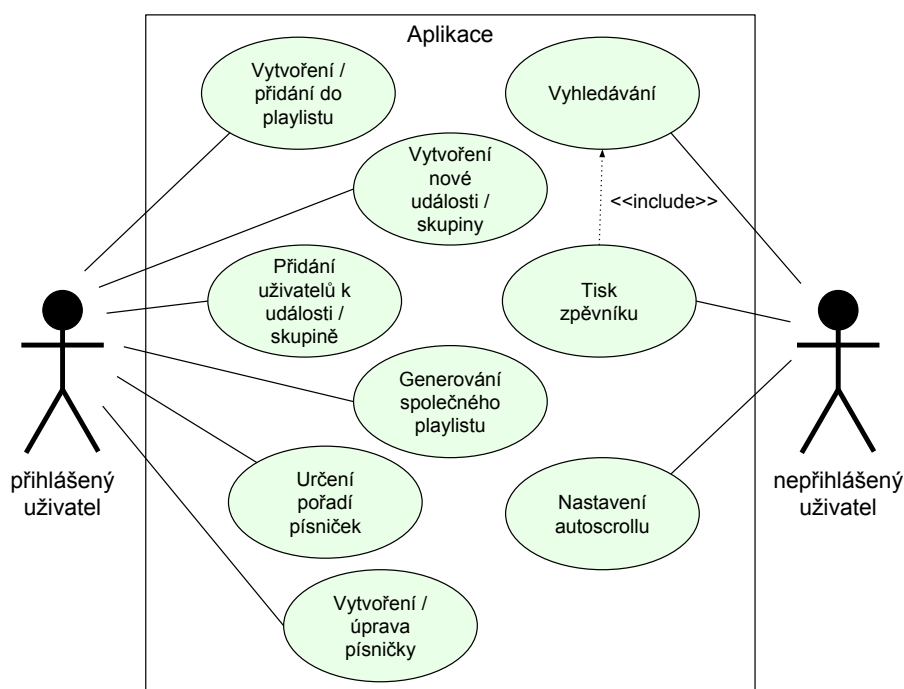 Aplikace
Vytvoření /
přidání do
playlistu
Vyhledávání
Vytvoření
nové
události /
skupiny
<<include>>
Přidání
uživatelů k
události /
skupině
Tisk
zpěvníku
Generování
společného
playlistu
přihlášený
uživatel
nepřihlášený
uživatel
Určení
pořadí
písniček
Nastavení
autoscrollu
Vytvoření /
úprava
písničky